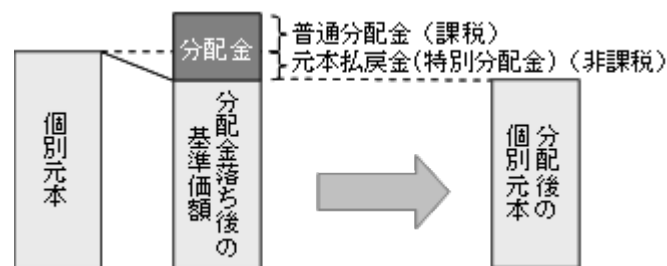 分配金
普通分配金（課税）
元本払戻金(特別分配金)（非課税）
個別元本
分配金落ち後の
基準価額
分配後の
個別元本